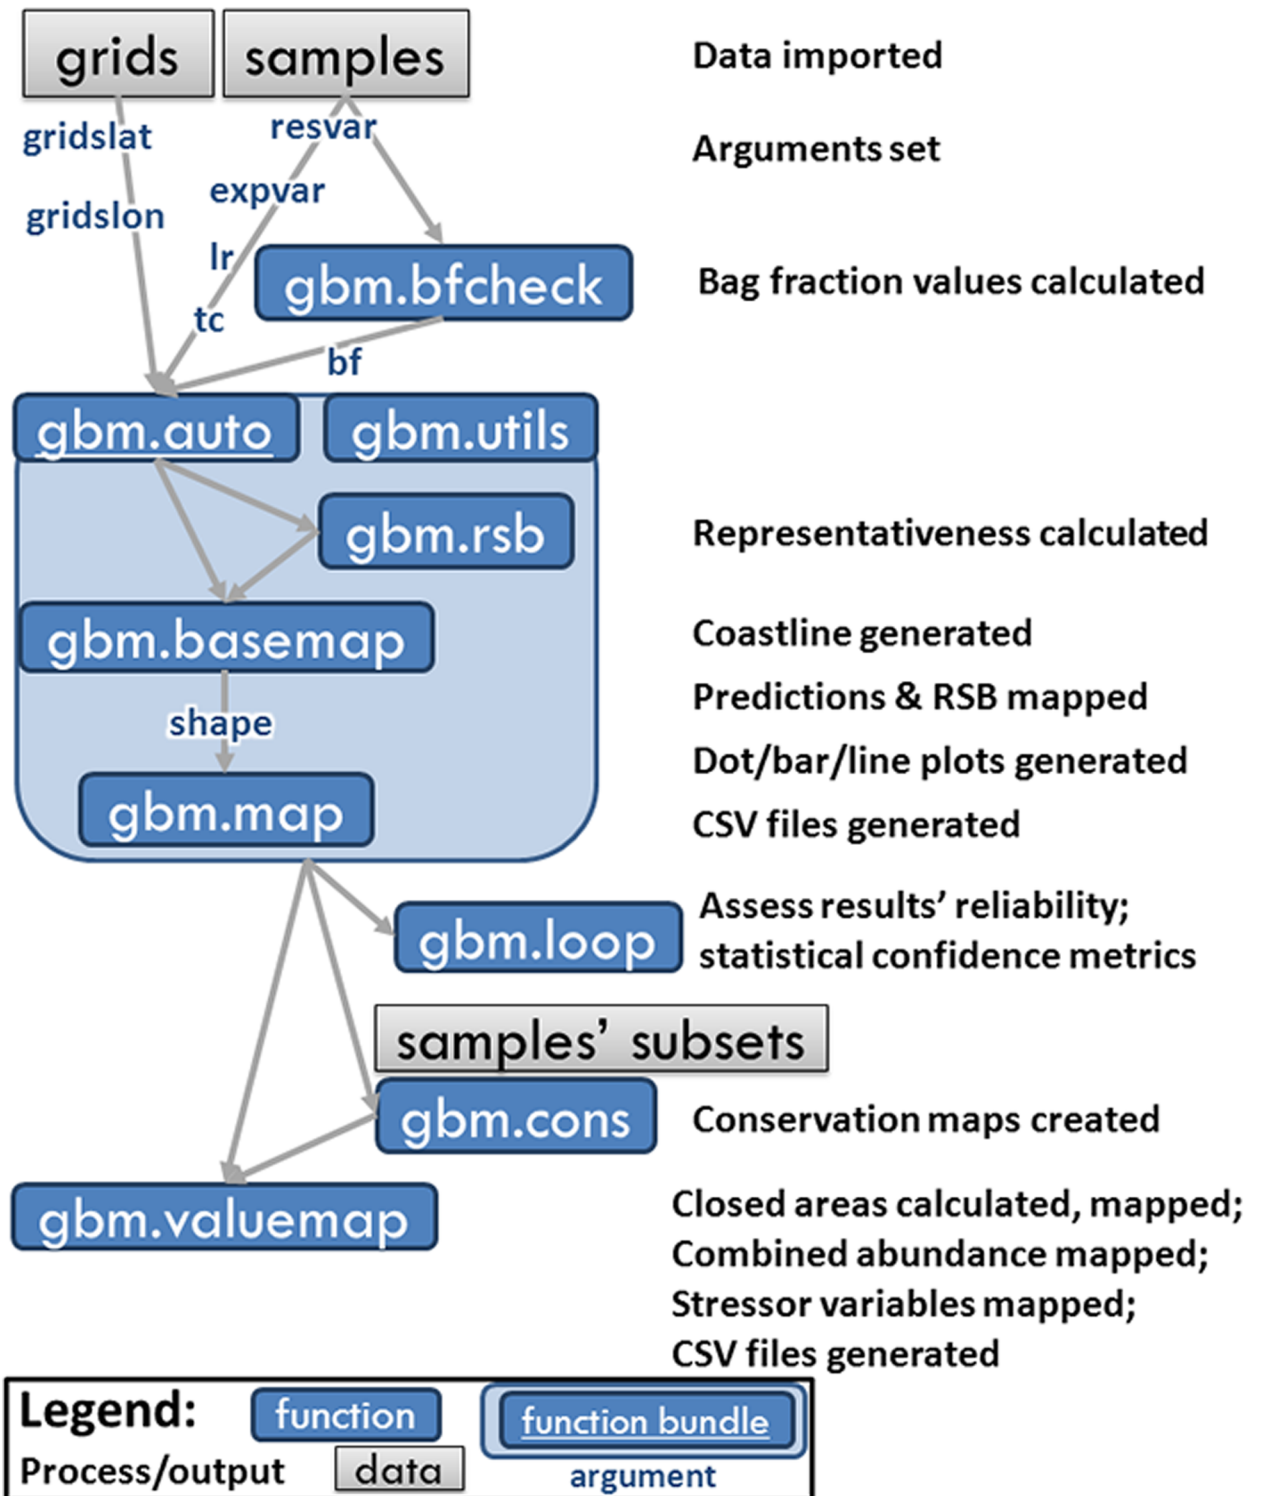 grids samples Data imported
gridslat resvar Arguments set
expvar
gridslon
lr
gbm.bfcheck Bag fraction values calculated
tc
bf
gbm.auto gbm.utils
gbm.rsb Representativeness calculated
gbm.basemap Coastline generated
Predictions & RSB mapped
shape
Dot/bar/line plots generated
gbm.map CSV files generated
Assess results’ reliability;
gbm.loop
statistical confidence metrics
samples’ subsets
gbm.cons Conservation maps created
gbm.valuemap Closed areas calculated, mapped;
Combined abundance mapped;
Stressor variables mapped;
CSV files generated
Legend: function function bundle
Process/output data argument